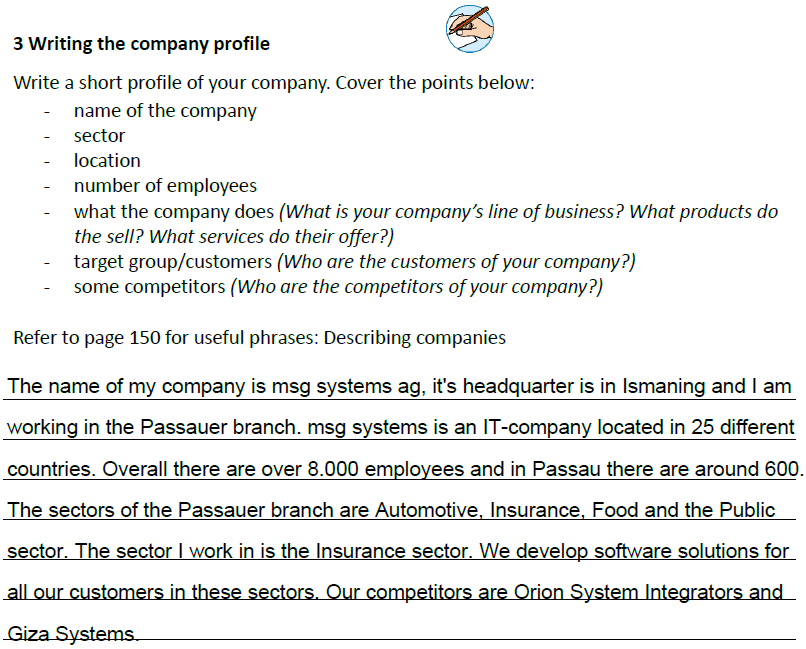 3 Writing the company profile
Write a short profile of your company. Cover the points below:
- name of the company
- sector
- location
- number of employees
- what the company does (What is your company's line of business? What products do
the sell? What services do their offer?)
- target group/customers (Who are the customers of your company?)
- some competitors (Who are the competitors of your company?)
Refer to page 150 for useful phrases: Describing companies
The name of my company is msg systems ag, it's headquarter is in Ismaning and I am
working in the Passauer branch. msg systems is an IT-company located in 25 different
countries. Overall there are over 8.000 employees and in Passau there are around 600.
The sectors of the Passauer branch are Automotive, Insurance, Food and the Public
sector. The sector I work in is the Insurance sector. We develop software solutions for
all our customers in these sectors. Our competitors are Orion System Integrators and
Giza Systems.